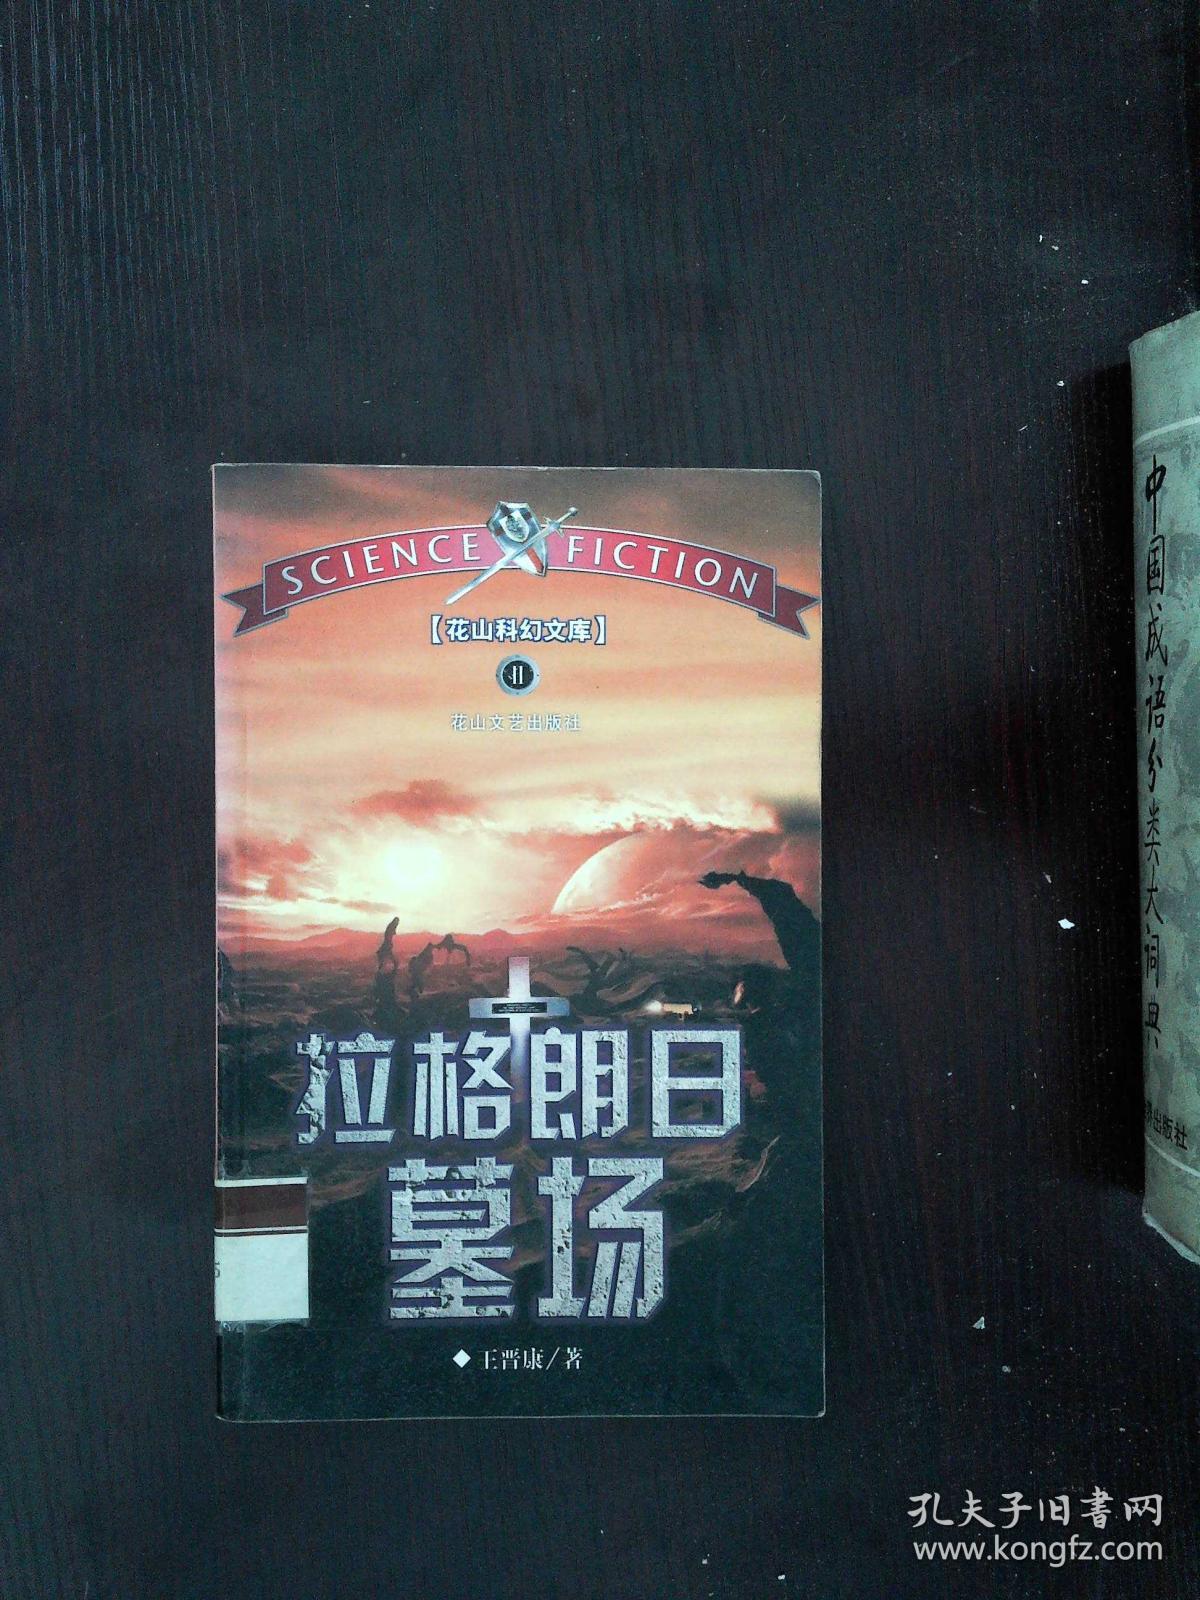 SCIENCE FICTION
【花山科幻文库】
II
花山文艺出版社
拉格朗日
墓场
◆王晋康/著
中国成语分类大词典
出版社
孔夫子旧书网
www.kongfz.com